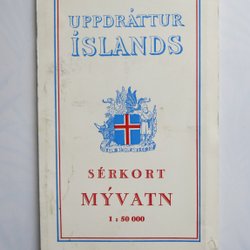 UPPDRÁTTUR
ÍSLANDS
SÉRKORT
MÝVATN
1 : 50 000